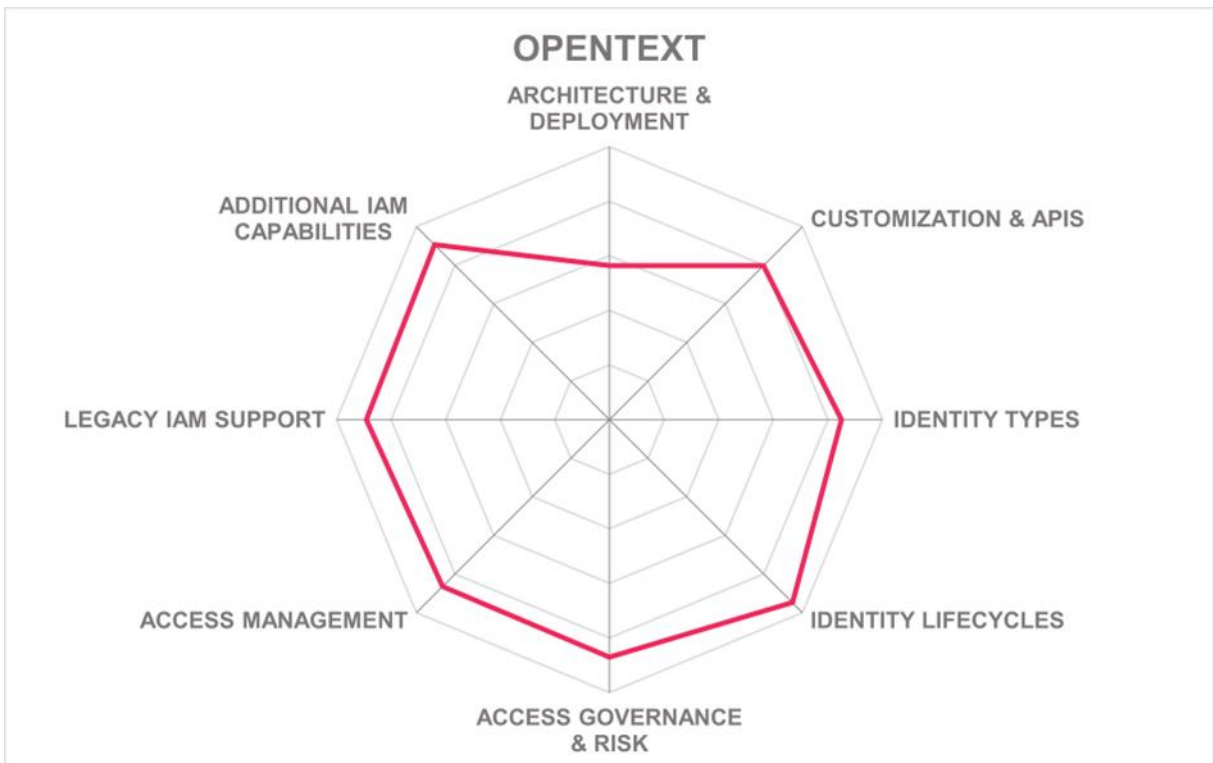 OPENTEXT
ARCHITECTURE &
DEPLOYMENT
ADDITIONAL IAM
CAPABILITIES
CUSTOMIZATION & APIS
LEGACY IAM SUPPORT
IDENTITY TYPES
ACCESS MANAGEMENT
IDENTITY LIFECYCLES
ACCESS GOVERNANCE
& RISK